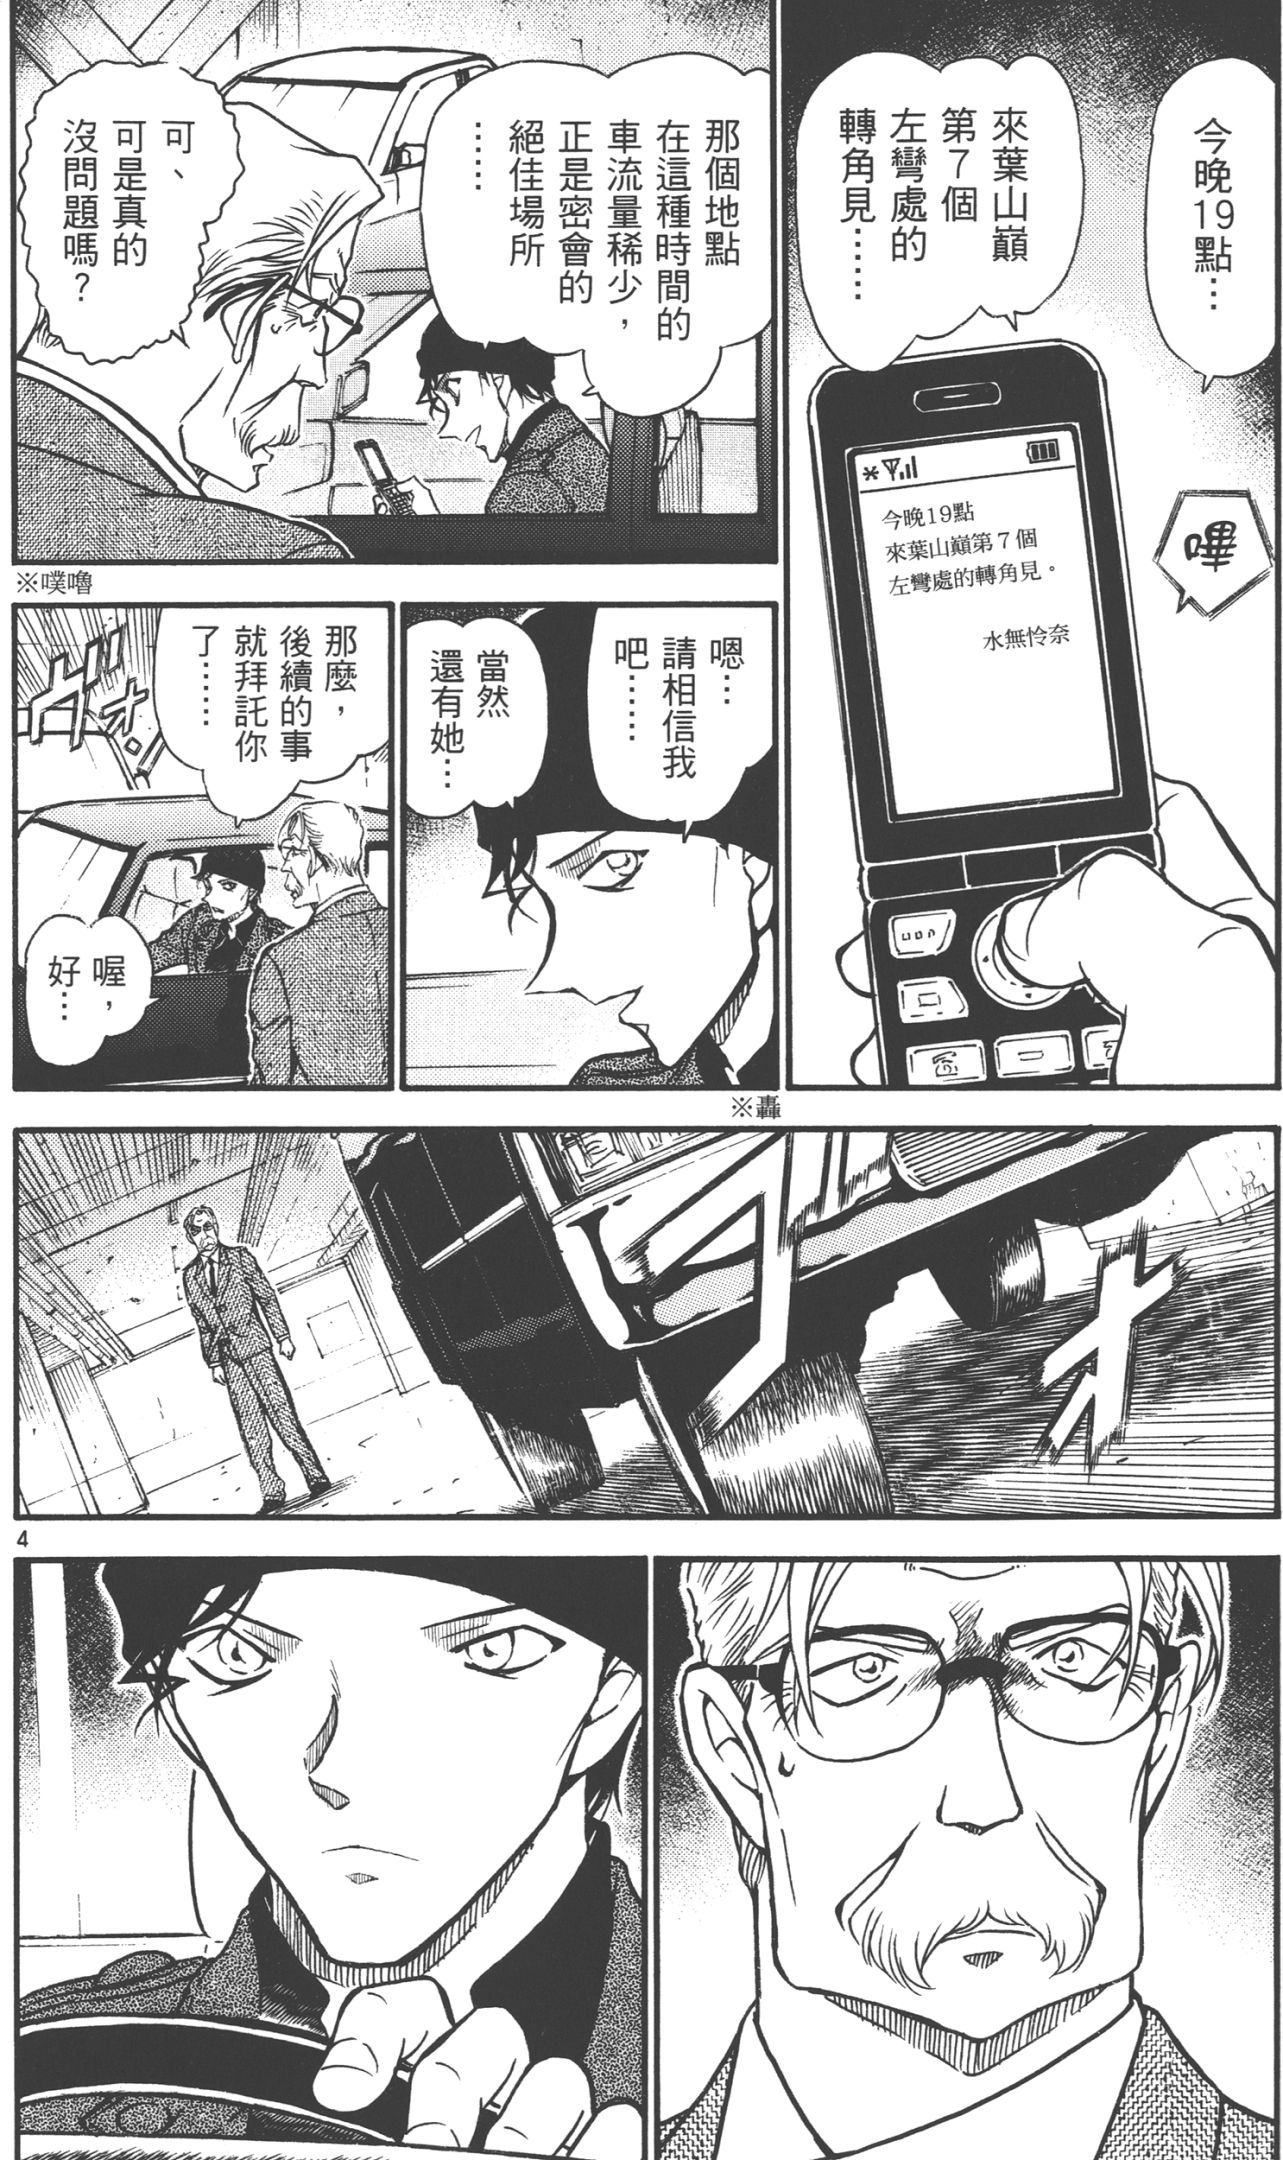 今晚19點…
來葉山巔
第7個
左彎處的
轉角見……
嗶
今晚19點
來葉山巔第7個
左彎處的轉角見。
水無怜奈
那個地點
在這種時間的
車流量稀少，
正是密會的
絕佳場所
……
可、
可是真的
沒問題嗎？
※噗嚕
嗯…
請相信我
吧……
當然
還有她…
那麼，
後續的事
就拜託你
了……
ヴォ
喔，
好…
※轟
オ
4